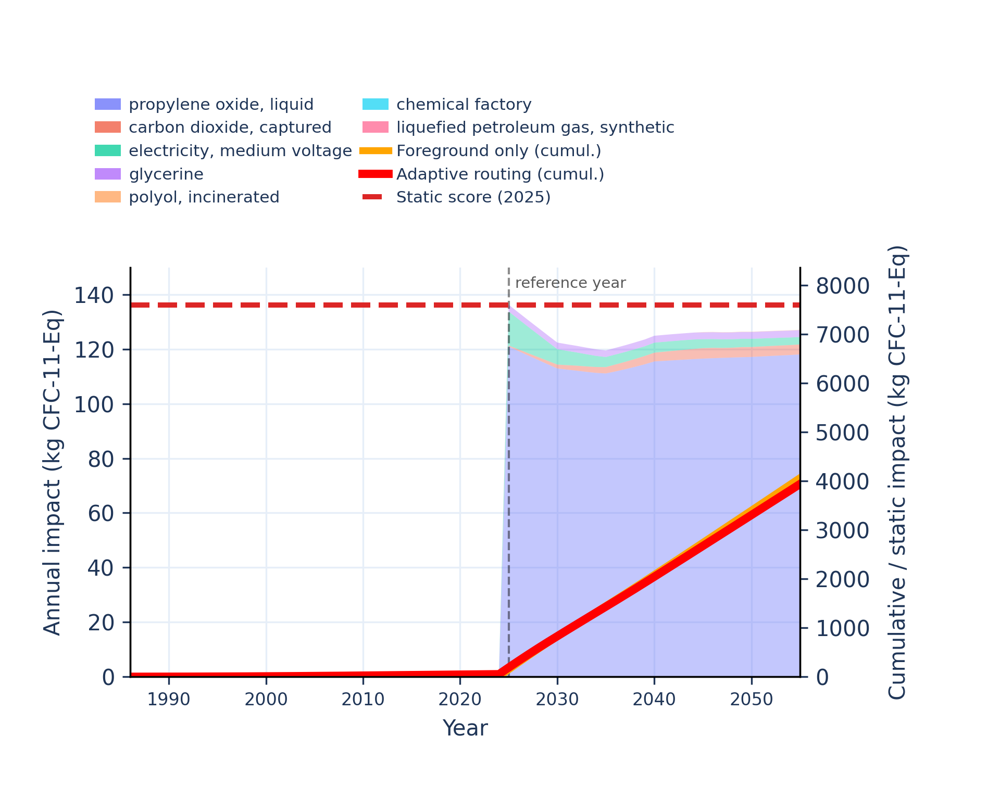 propylene oxide, liquid
carbon dioxide, captured
electricity, medium voltage
glycerine
polyol, incinerated
chemical factory
liquefied petroleum gas, synthetic
Foreground only (cumul.)
Adaptive routing (cumul.)
Static score (2025)
reference year
Annual impact (kg CFC-11-Eq)
140
120
100
80
60
40
20
0
8000
7000
6000
5000
4000
3000
2000
1000
0
Cumulative / static impact (kg CFC-11-Eq)
1990 2000 2010 2020 2030 2040 2050
Year